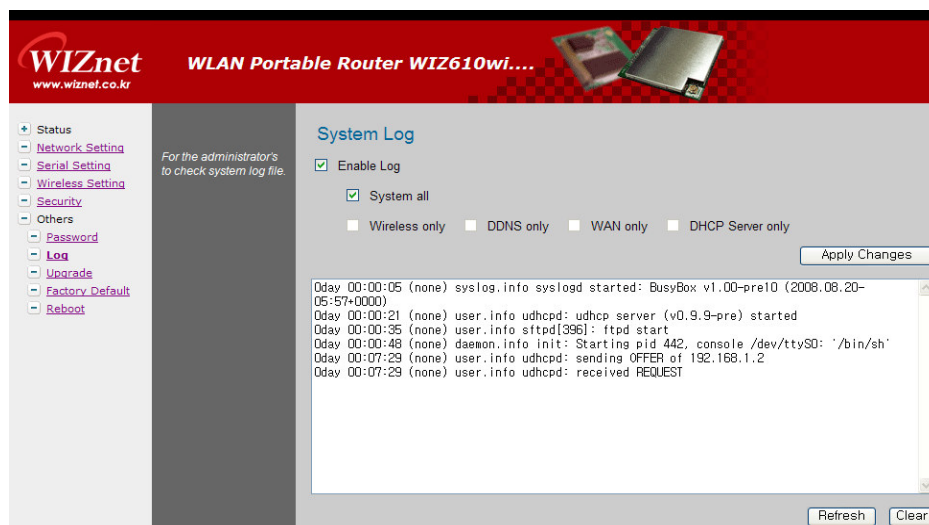 WIZnet
www.wiznet.co.kr
WLAN Portable Router WIZ610wi....
Status
Network Setting
Serial Setting
Wireless Setting
Security
Others
Password
Log
Upgrade
Factory Default
Reboot
For the administrator's
to check system log file.
System Log
Enable Log
System all
Wireless only DDNS only WAN only DHCP Server only
Apply Changes
0day 00:00:05 (none) syslog.info syslogd started: BusyBox v1.00-pre10 (2008.08.20-
05:57+0000)
0day 00:00:21 (none) user.info udhcpd: udhcp server (v0.9.9-pre) started
0day 00:00:35 (none) user.info sftpd[396]: ftpd start
0day 00:00:48 (none) daemon.info init: Starting pid 442, console /dev/ttyS0: '/bin/sh'
0day 00:07:29 (none) user.info udhcpd: sending OFFER of 192.168.1.2
0day 00:07:29 (none) user.info udhcpd: received REQUEST
Refresh Clear